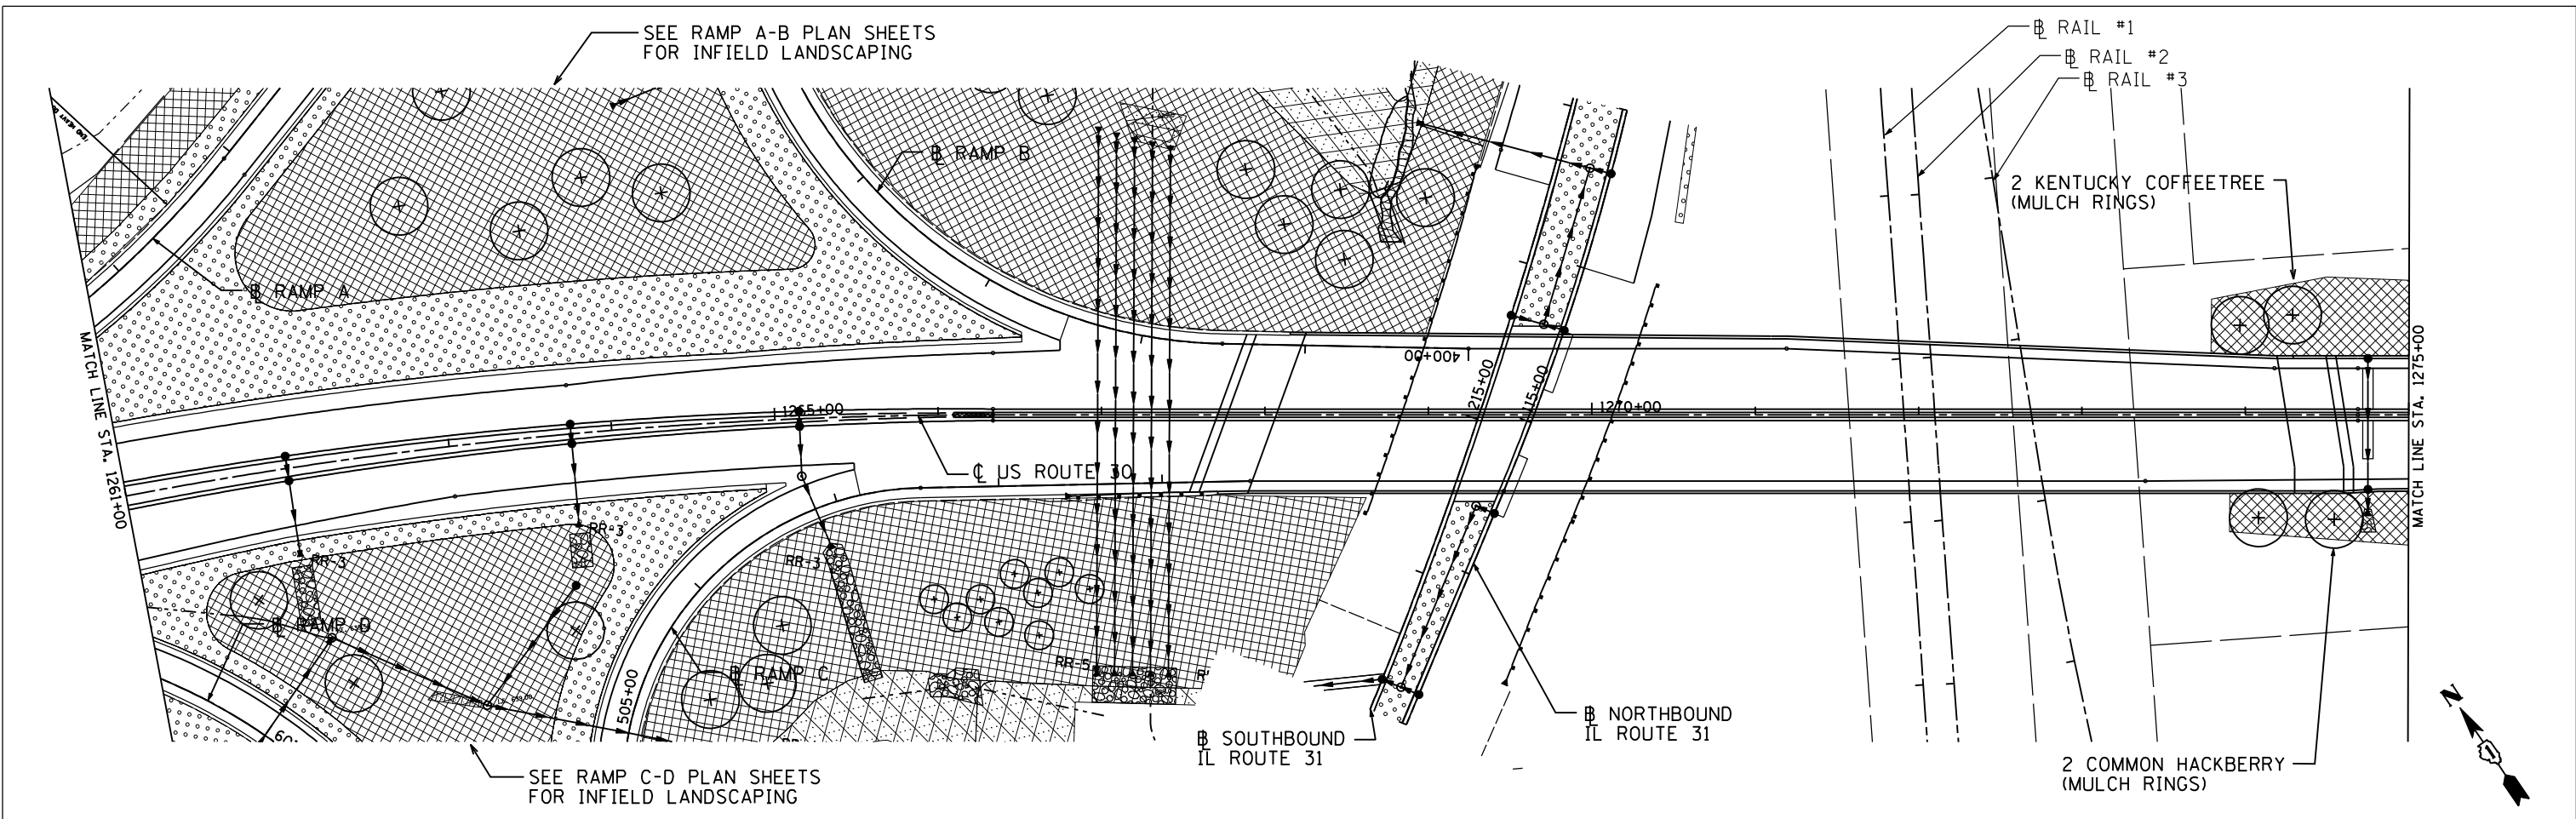 SEE RAMP A-B PLAN SHEETS
FOR INFIELD LANDSCAPING
℄ RAIL #1
℄ RAIL #2
℄ RAIL #3
℄ RAMP B
2 KENTUCKY COFFEETREE
(MULCH RINGS)
℄ RAMP A
MATCH LINE STA. 1261+00
400+00
215+00
115+00
1265+00
1270+00
MATCH LINE STA. 1275+00
℄ US ROUTE 30
RR-3
RR-3
RR-3
℄ RAMP D
℄ RAMP C
RR-5
505+00
℄ SOUTHBOUND
IL ROUTE 31
℄ NORTHBOUND
IL ROUTE 31
2 COMMON HACKBERRY
(MULCH RINGS)
SEE RAMP C-D PLAN SHEETS
FOR INFIELD LANDSCAPING
N